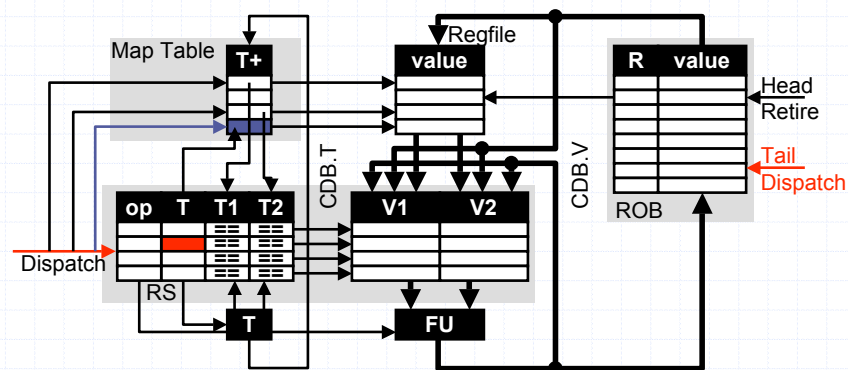 Regfile
Map Table
T+
value
R value
Head
Retire
Tail
Dispatch
CDB.T
CDB.V
op T T1 T2
V1 V2
ROB
== ==
== ==
== ==
== ==
Dispatch
RS
T
FU